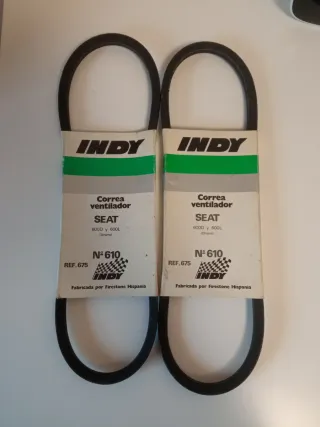 INDY
Correa
ventilador
SEAT
600D y 600L
Nº 610
REF. 675
INDY
Fabricada por Firestone Hispania
INDY
Correa
ventilador
SEAT
600D y 600L
Nº 610
REF. 675
INDY
Fabricada por Firestone Hispania